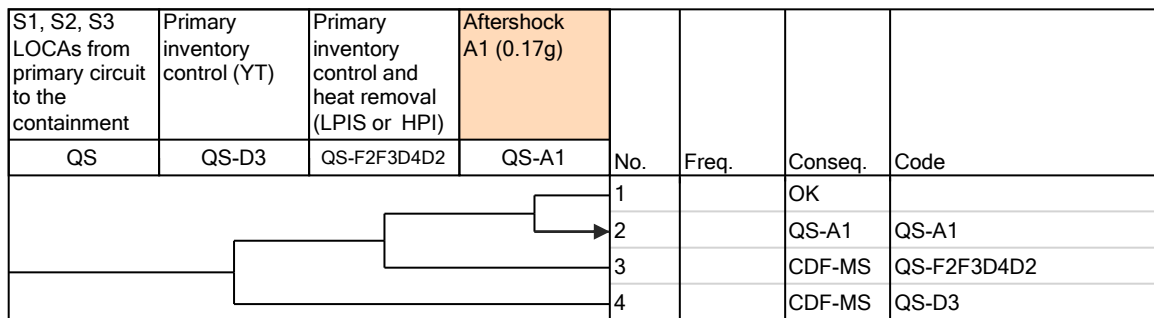 S1, S2, S3
LOCAs from
primary circuit
to the
containment
Primary
inventory
control (YT)
Primary
inventory
control and
heat removal
(LPIS or HPI)
Aftershock
A1 (0.17g)
QS QS-D3 QS-F2F3D4D2 QS-A1 No. Freq. Conseq. Code
1 OK
2 QS-A1 QS-A1
3 CDF-MS QS-F2F3D4D2
4 CDF-MS QS-D3